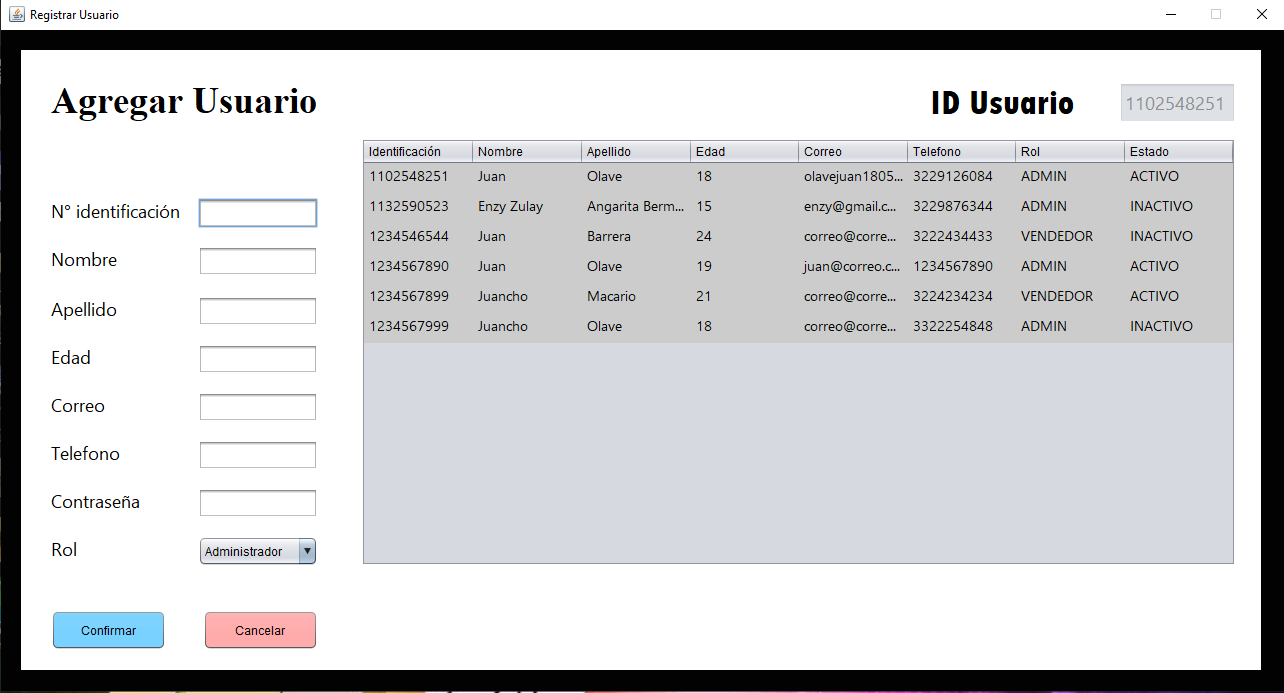 Registrar Usuario
Agregar Usuario
ID Usuario 1102548251
Identificación Nombre Apellido Edad Correo Telefono Rol Estado
1102548251 Juan Olave 18 olavejuan1805... 3229126084 ADMIN ACTIVO
1132590523 Enzy Zulay Angarita Berm... 15 enzy@gmail.c... 3229876344 ADMIN INACTIVO
1234546544 Juan Barrera 24 correo@corre... 3222434433 VENDEDOR INACTIVO
1234567890 Juan Olave 19 juan@correo.c... 1234567890 ADMIN ACTIVO
1234567899 Juancho Macario 21 correo@corre... 3224234234 VENDEDOR ACTIVO
1234567999 Juancho Olave 18 correo@corre... 3322254848 ADMIN INACTIVO
N° identificación
Nombre
Apellido
Edad
Correo
Telefono
Contraseña
Rol Administrador
Confirmar Cancelar